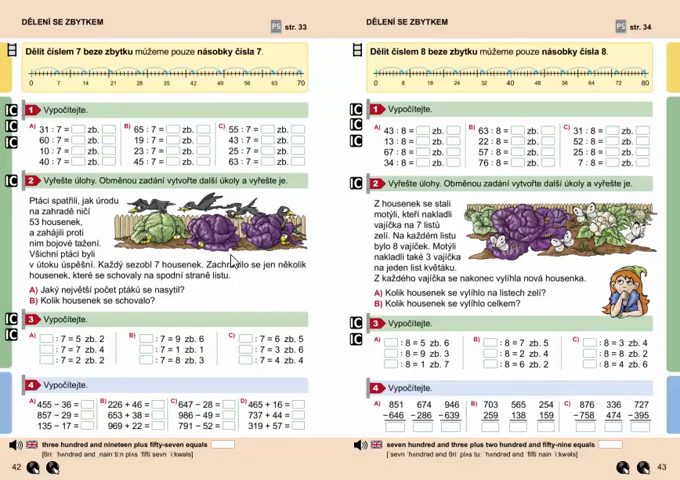 DĚLENÍ SE ZBYTKEM
PS str. 33
Dělit číslem 7 beze zbytku můžeme pouze násobky čísla 7.
0 7 14 21 28 35 42 49 56 63 70
1 Vypočítejte.
A) 31 : 7 = zb. B) 65 : 7 = zb. C) 55 : 7 = zb.
60 : 7 = zb. 19 : 7 = zb. 43 : 7 = zb.
10 : 7 = zb. 23 : 7 = zb. 25 : 7 = zb.
40 : 7 = zb. 45 : 7 = zb. 63 : 7 = zb.
2 Vyřešte úlohy. Obměnou zadání vytvořte další úkoly a vyřešte je.
Ptáci spatřili, jak úrodu
na zahradě ničí
53 housenek,
a zahájili proti
nim bojové tažení.
Všichni ptáci byli
v útoku úspěšní. Každý sezobl 7 housenek. Zachránilo se jen několik
housenek, které se schovaly na spodní straně listu.
A) Jaký největší počet ptáků se nasytil?
B) Kolik housenek se schovalo?
3 Vypočítejte.
A) : 7 = 5 zb. 2 B) : 7 = 9 zb. 6 C) : 7 = 6 zb. 5
: 7 = 7 zb. 4 : 7 = 1 zb. 1 : 7 = 3 zb. 6
: 7 = 2 zb. 2 : 7 = 8 zb. 3 : 7 = 4 zb. 4
4 Vypočítejte.
A) 455 − 36 = B) 226 + 46 = C) 647 − 28 = D) 465 + 16 =
857 − 29 = 653 + 38 = 986 − 49 = 737 + 44 =
135 − 17 = 969 + 22 = 791 − 52 = 319 + 57 =
three hundred and nineteen plus fifty-seven equals
42
DĚLENÍ SE ZBYTKEM
PS str. 34
Dělit číslem 8 beze zbytku můžeme pouze násobky čísla 8.
0 8 16 24 32 40 48 56 64 72 80
1 Vypočítejte.
A) 43 : 8 = zb. B) 63 : 8 = zb. C) 31 : 8 = zb.
13 : 8 = zb. 22 : 8 = zb. 52 : 8 = zb.
67 : 8 = zb. 57 : 8 = zb. 25 : 8 = zb.
34 : 8 = zb. 76 : 8 = zb. 7 : 8 = zb.
2 Vyřešte úlohy. Obměnou zadání vytvořte další úkoly a vyřešte je.
Z housenek se stali
motýli, kteří nakladli
vajíčka na 7 listů
zelí. Na každém listu
bylo 8 vajíček. Motýli
nakladli také 3 vajíčka
na jeden list květáku.
Z každého vajíčka se nakonec vylíhla nová housenka.
A) Kolik housenek se vylíhlo na listech zelí?
B) Kolik housenek se vylíhlo celkem?
3 Vypočítejte.
A) : 8 = 5 zb. 6 B) : 8 = 7 zb. 5 C) : 8 = 3 zb. 4
: 8 = 9 zb. 3 : 8 = 2 zb. 4 : 8 = 8 zb. 2
: 8 = 1 zb. 7 : 8 = 6 zb. 2 : 8 = 4 zb. 6
4 Vypočítejte.
A) 851 674 946 B) 703 565 254 C) 876 336 727
−646 −286 −639 259 138 159 −758 474 −395
seven hundred and three plus two hundred and fifty-nine equals
43